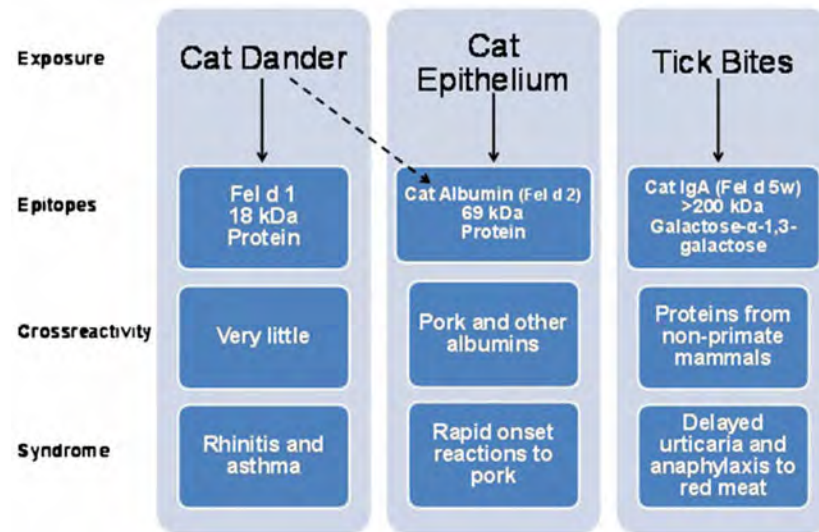 Exposure
Cat Dander
Cat
Epithelium
Tick Bites
Epitopes
Fel d 1
18 kDa
Protein
Cat Albumin (Fel d 2)
69 kDa
Protein
Cat IgA (Fel d 5w)
>200 kDa
Galactose-α-1,3-
galactose
Crossreactivity
Very little
Pork and other
albumins
Proteins from
non-primate
mammals
Syndrome
Rhinitis and
asthma
Rapid onset
reactions to
pork
Delayed
urticaria and
anaphylaxis to
red meat